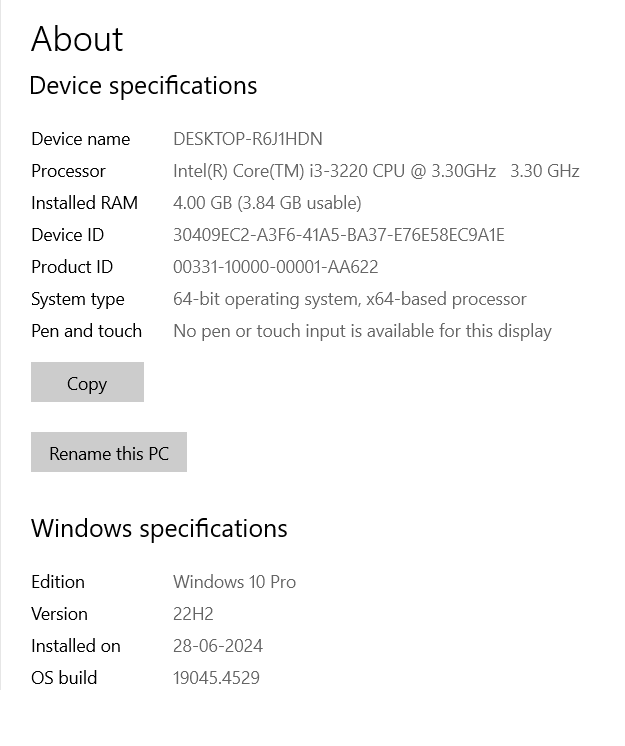 About
Device specifications
Device name DESKTOP-R6J1HDN
Processor Intel(R) Core(TM) i3-3220 CPU @ 3.30GHz 3.30 GHz
Installed RAM 4.00 GB (3.84 GB usable)
Device ID 30409EC2-A3F6-41A5-BA37-E76E58EC9A1E
Product ID 00331-10000-00001-AA622
System type 64-bit operating system, x64-based processor
Pen and touch No pen or touch input is available for this display
Copy
Rename this PC
Windows specifications
Edition Windows 10 Pro
Version 22H2
Installed on 28-06-2024
OS build 19045.4529